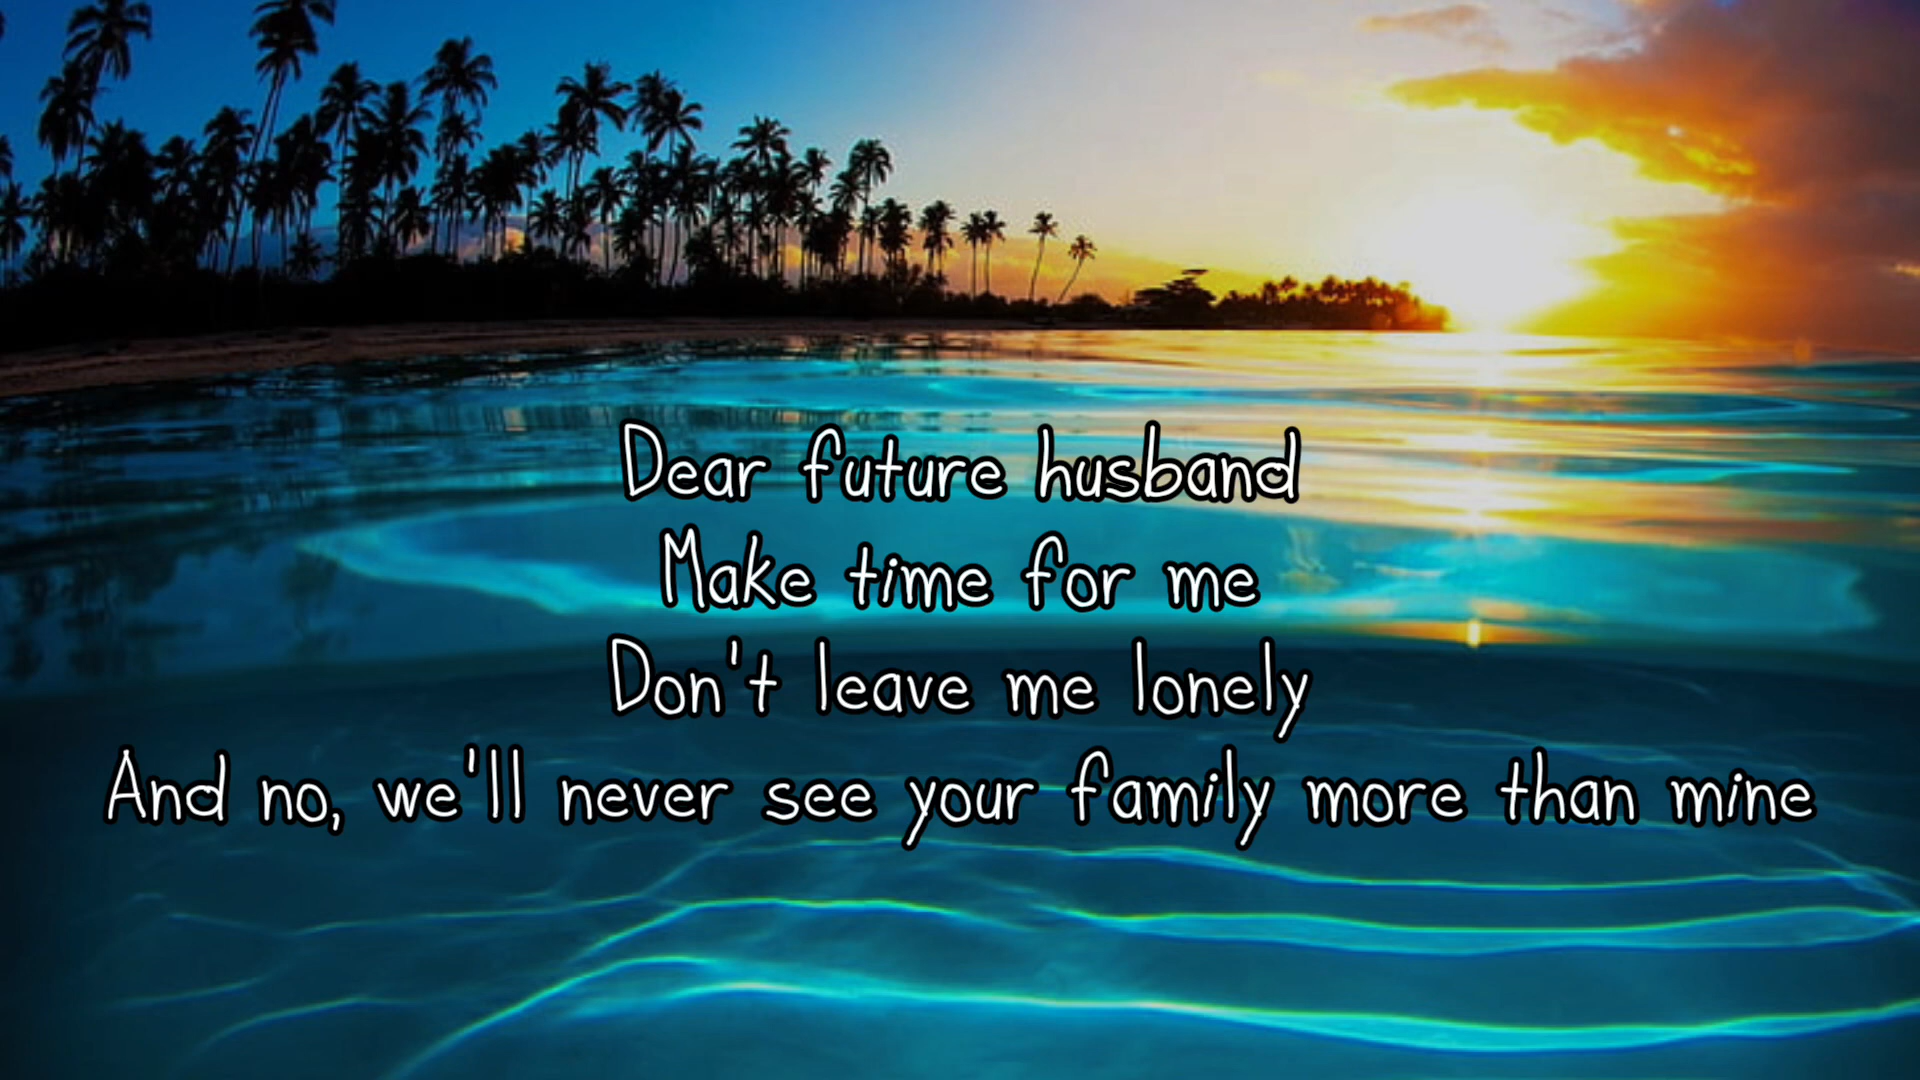 Dear future husband
Make time for me
Don't leave me lonely
And no, we'll never see your family more than mine